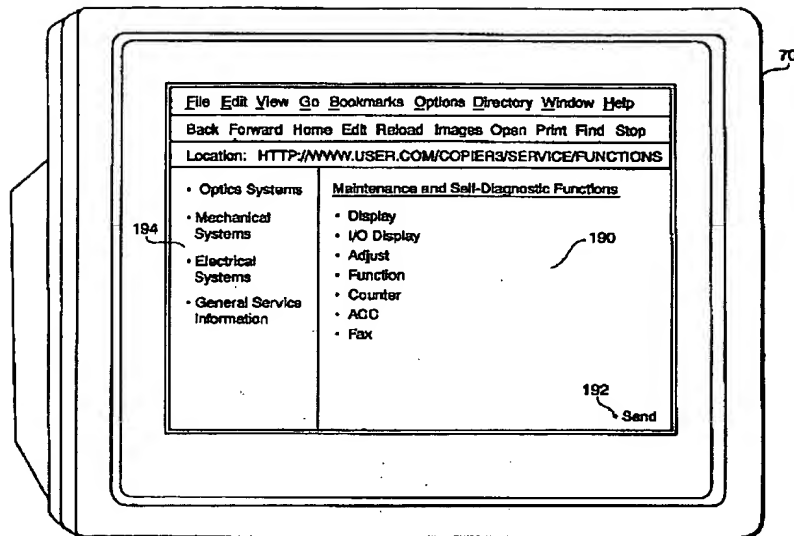 70
File Edit View Go Bookmarks Options Directory Window Help
Back Forward Home Edit Reload Images Open Print Find Stop
Location: HTTP://WWW.USER.COM/COPIER3/SERVICE/FUNCTIONS
• Optics Systems
• Mechanical
Systems
• Electrical
Systems
• General Service
Information
194
Maintenance and Self-Diagnostic Functions
• Display
• I/O Display
• Adjust
• Function
• Counter
• ACC
• Fax
190
192
• Send